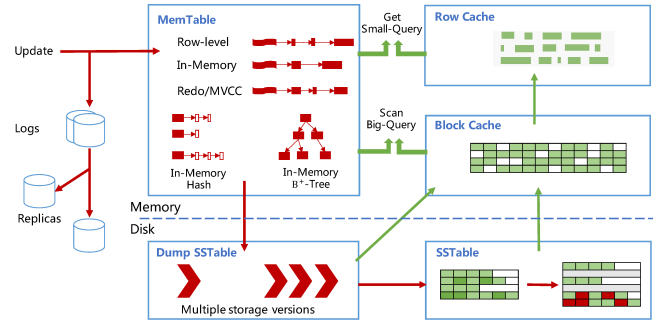 MemTable
Row-level
In-Memory
Redo/MVCC
In-Memory
Hash
In-Memory
B⁺-Tree
Update
Logs
Replicas
Get
Small-Query
Scan
Big-Query
Row Cache
Block Cache
Memory
Disk
Dump SSTable
Multiple storage versions
SSTable